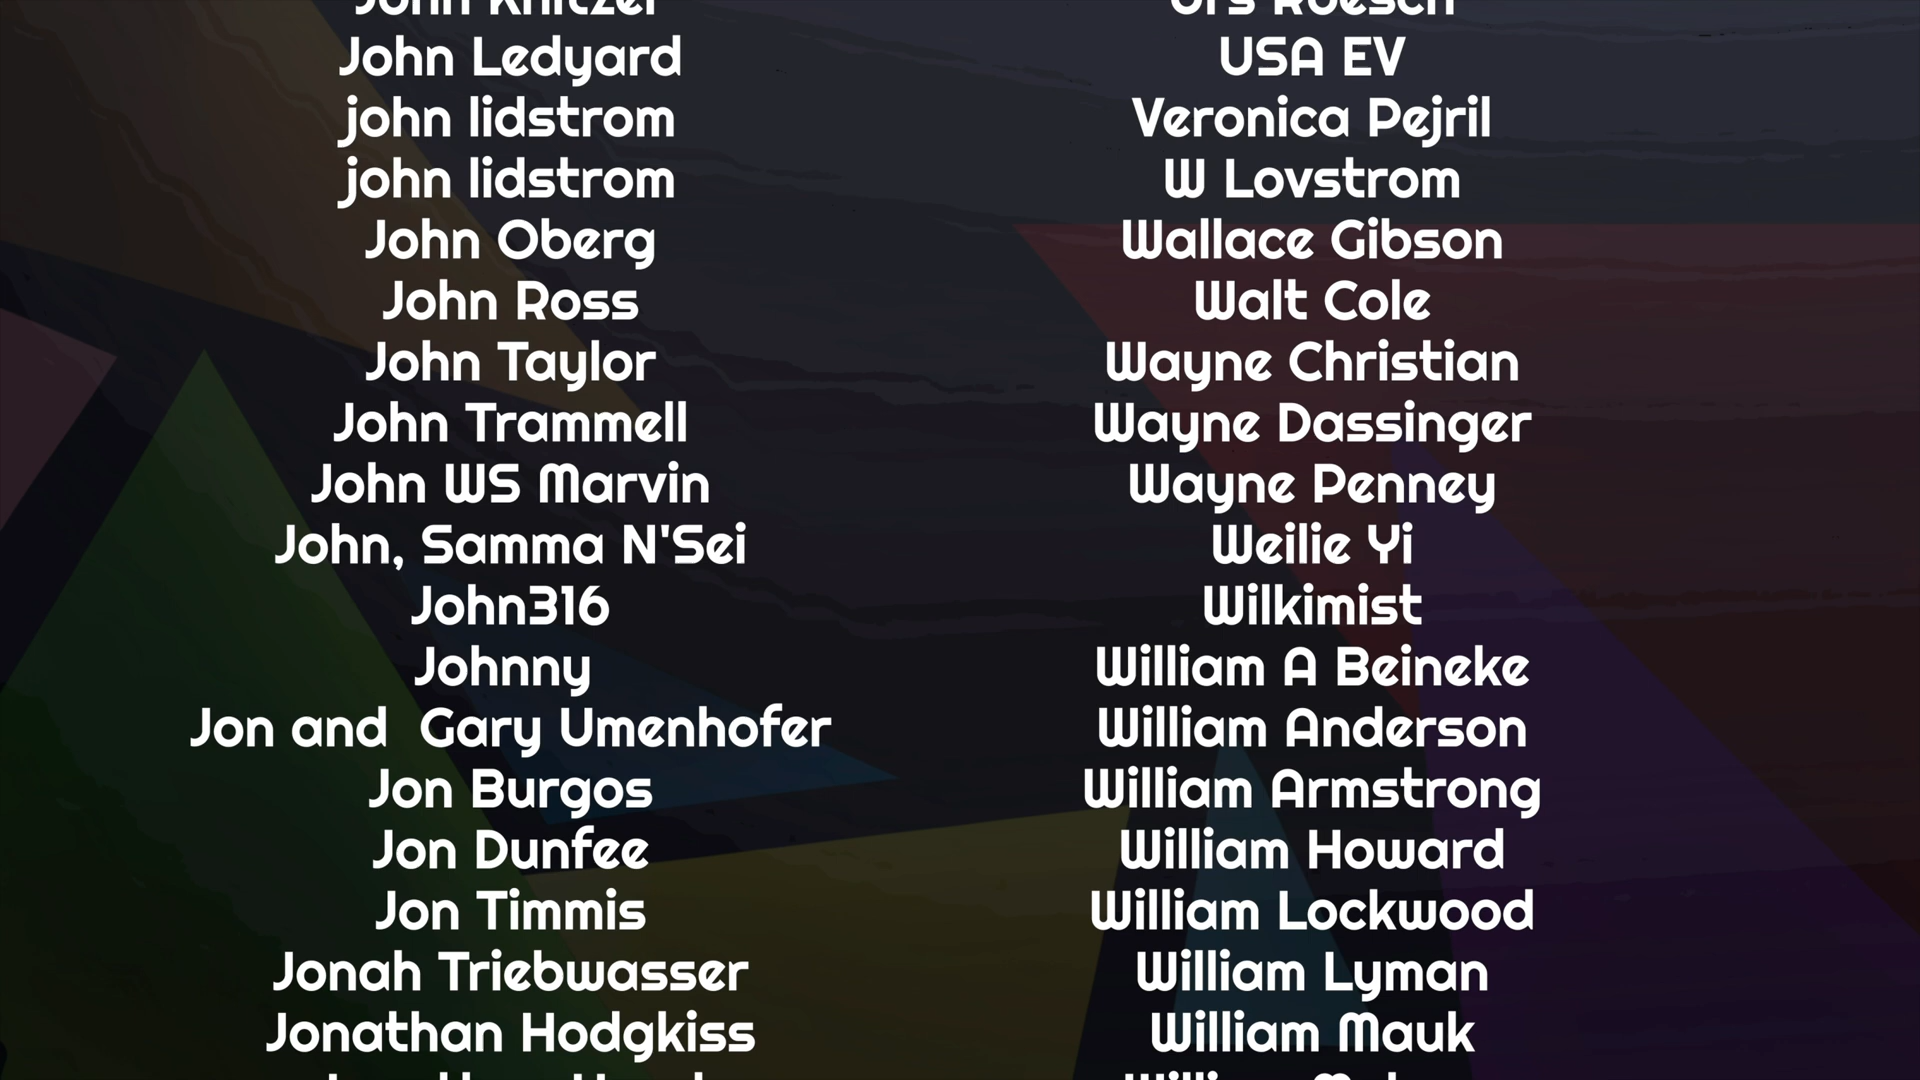 John Ledyard
john lidstrom
john lidstrom
John Oberg
John Ross
John Taylor
John Trammell
John WS Marvin
John, Samma N'Sei
John316
Johnny
Jon and  Gary Umenhofer
Jon Burgos
Jon Dunfee
Jon Timmis
Jonah Triebwasser
Jonathan Hodgkiss
USA EV
Veronica Pejril
W Lovstrom
Wallace Gibson
Walt Cole
Wayne Christian
Wayne Dassinger
Wayne Penney
Weilie Yi
Wilkimist
William A Beineke
William Anderson
William Armstrong
William Howard
William Lockwood
William Lyman
William Mauk